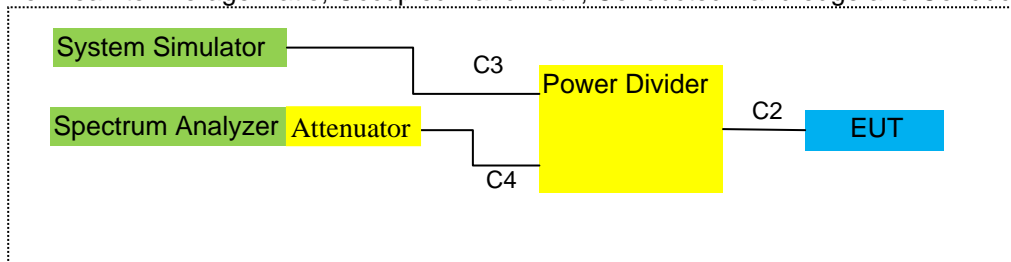 System Simulator
C3
Power Divider
C2
Spectrum Analyzer Attenuator
EUT
C4